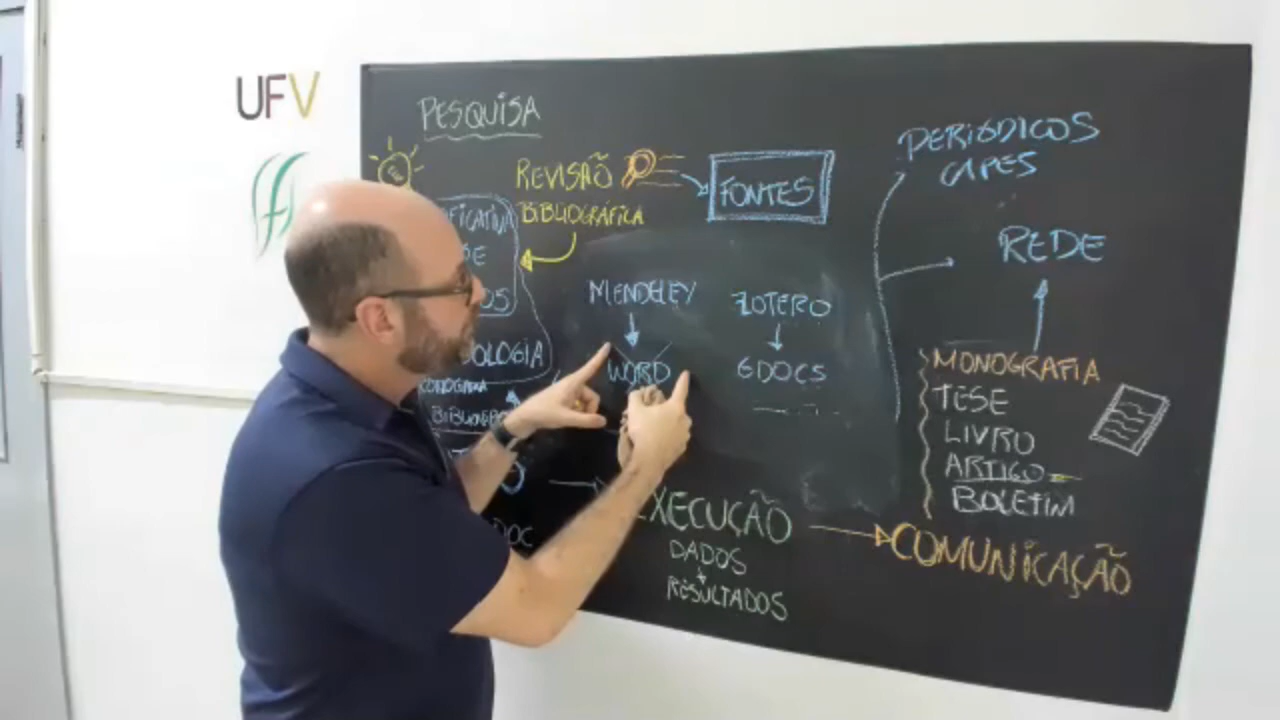 UFV
PESQUISA
REVISÃO
BIBLIOGRÁFICA
FONTES
PERIÓDICOS
CAPES
REDE
MENDELEY
WORD
ZOTERO
GDOCS
MONOGRAFIA
TESE
LIVRO
ARTIGO
BOLETIM
EXECUÇÃO
DADOS
+
RESULTADOS
COMUNICAÇÃO